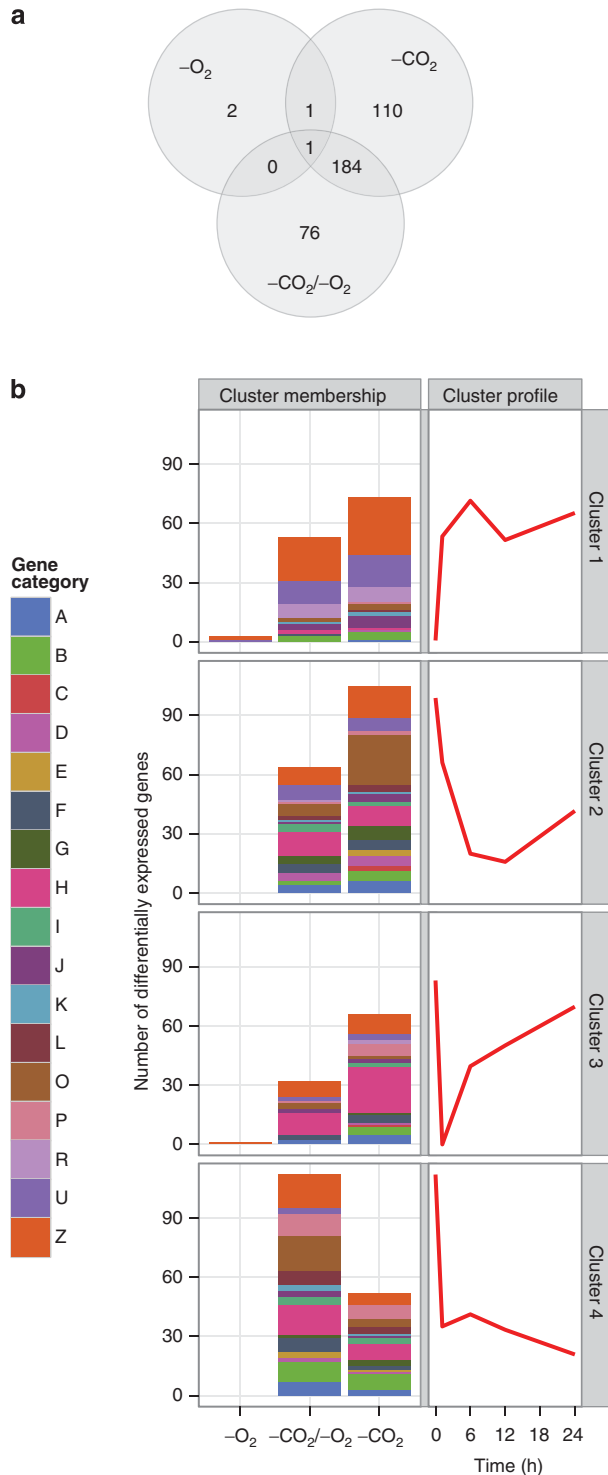 a
–O2
–CO2
2
1
110
1
0
184
76
–CO2/–O2
b
Cluster membership
Cluster profile
Gene category
A
B
C
D
E
F
G
H
I
J
K
L
O
P
R
U
Z
Number of differentially expressed genes
90
60
30
0
Cluster 1
90
60
30
0
Cluster 2
90
60
30
0
Cluster 3
90
60
30
0
Cluster 4
–O2
–CO2/–O2
–CO2
0
6
12
18
24
Time (h)